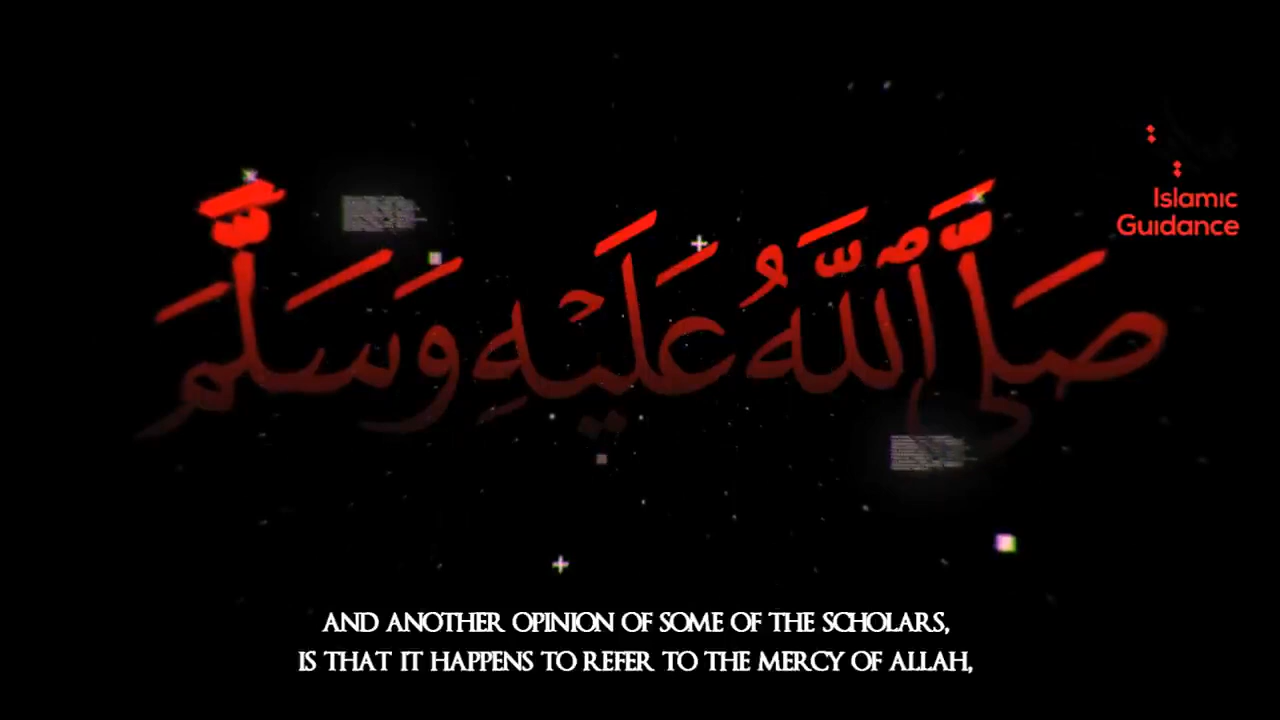 صَلَّى ٱللَّهُ عَلَيْهِ وَسَلَّمَ
Islamic
Guidance
AND ANOTHER OPINION OF SOME OF THE SCHOLARS,
IS THAT IT HAPPENS TO REFER TO THE MERCY OF ALLAH,